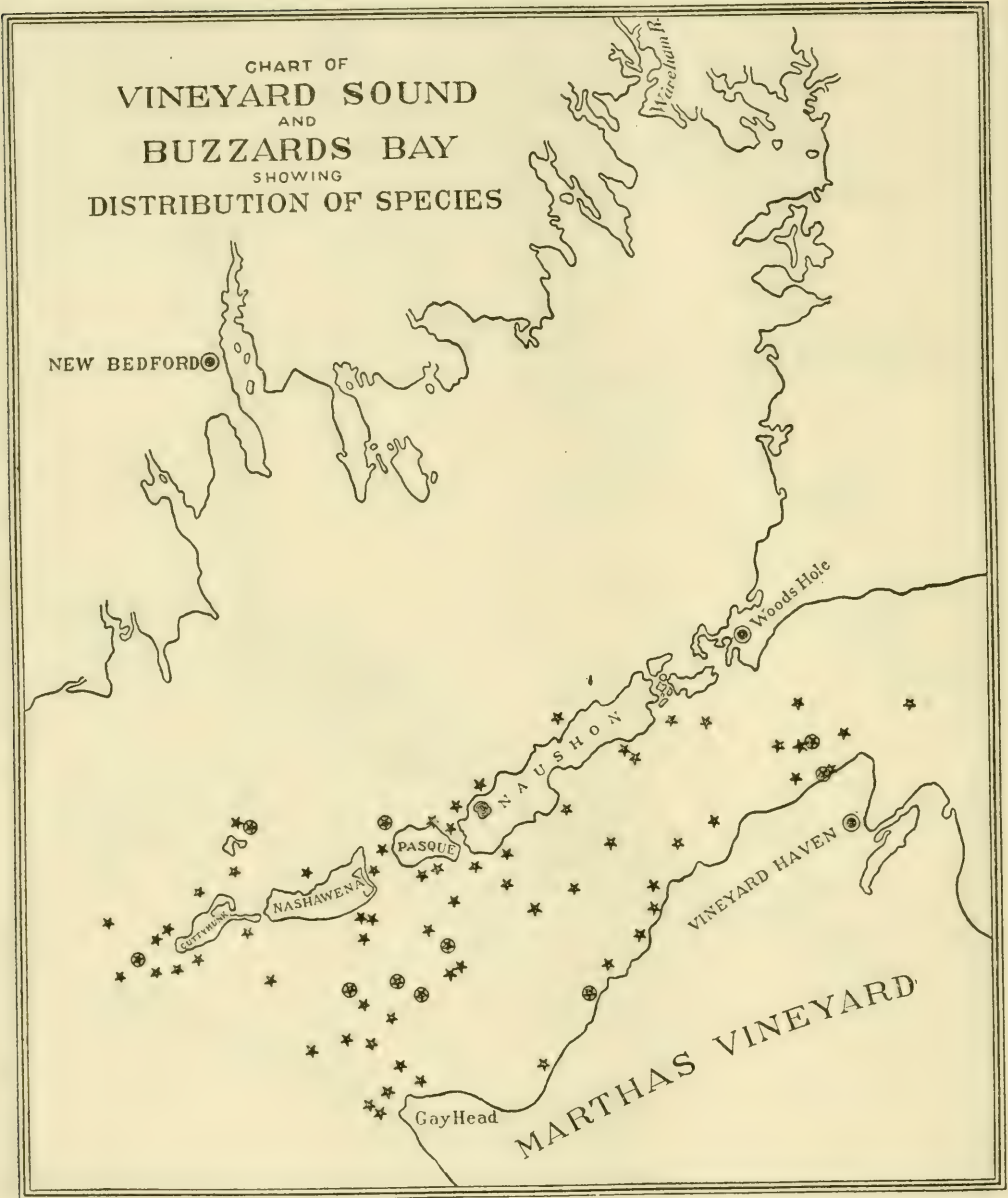 CHART OF
VINEYARD SOUND
AND
BUZZARDS BAY
SHOWING
DISTRIBUTION OF SPECIES
Wareham R.
NEW BEDFORD
Woods Hole
NAUSHON
PASQUE
NASHAWENA
CUTTYHUNK
VINEYARD HAVEN
MARTHAS VINEYARD
Gay Head